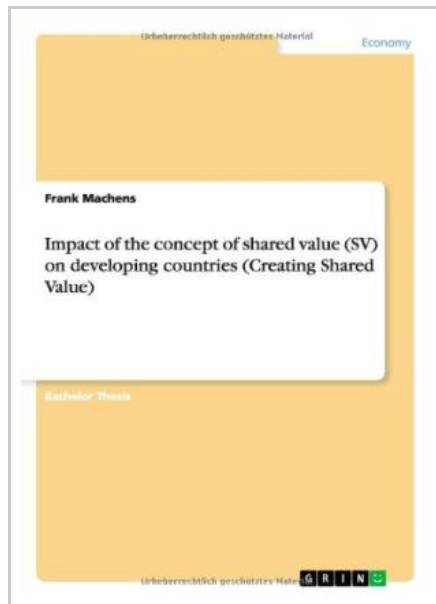 Urheberrechtlich geschütztes Material
Economy
Frank Machens
Impact of the concept of shared value (SV)
on developing countries (Creating Shared
Value)
Bachelor Thesis
Urheberrechtlich geschütztes
GRIN